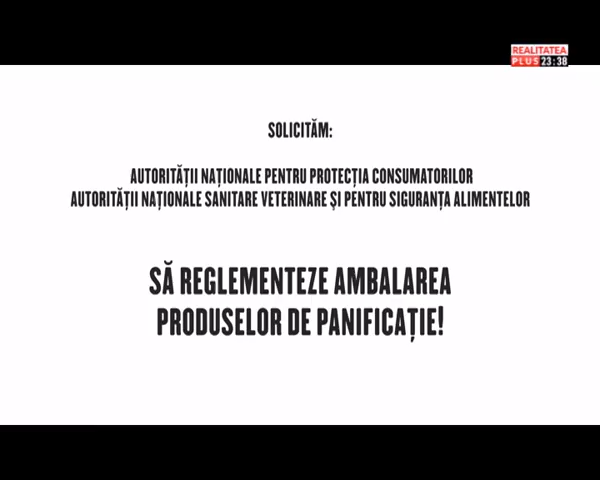 REALITATEA
PLUS 23:38
SOLICITĂM:
AUTORITĂȚII NAȚIONALE PENTRU PROTECȚIA CONSUMATORILOR
AUTORITĂȚII NAȚIONALE SANITARE VETERINARE ȘI PENTRU SIGURANȚA ALIMENTELOR
SĂ REGLEMENTEZE AMBALAREA
PRODUSELOR DE PANIFICAȚIE!